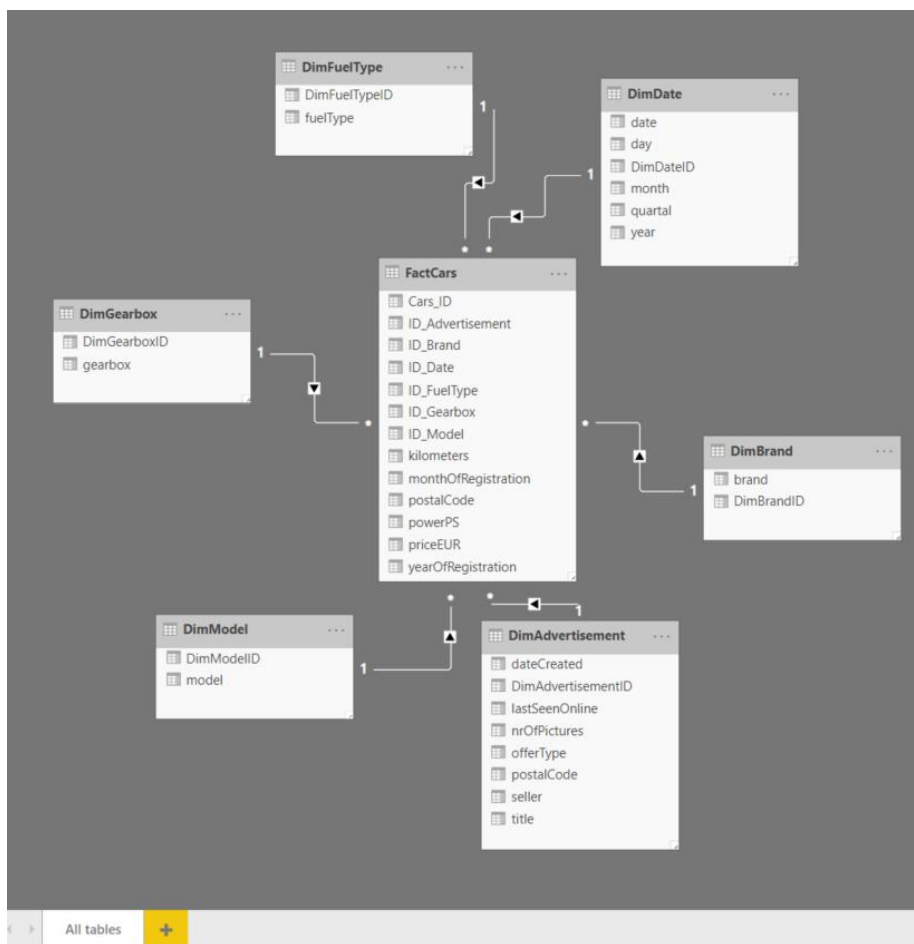 DimFuelType ...
DimFuelTypeID
fuelType
1
DimDate ...
date
day
DimDateID
month
quartal
year
1
*
*
FactCars ...
Cars_ID
ID_Advertisement
ID_Brand
ID_Date
ID_FuelType
ID_Gearbox
ID_Model
kilometers
monthOfRegistration
postalCode
powerPS
priceEUR
yearOfRegistration
DimGearbox ...
DimGearboxID
gearbox
1
*
*
DimBrand ...
brand
DimBrandID
1
*
*
DimModel ...
DimModelID
model
1
1
DimAdvertisement ...
dateCreated
DimAdvertisementID
lastSeenOnline
nrOfPictures
offerType
postalCode
seller
title
All tables
+